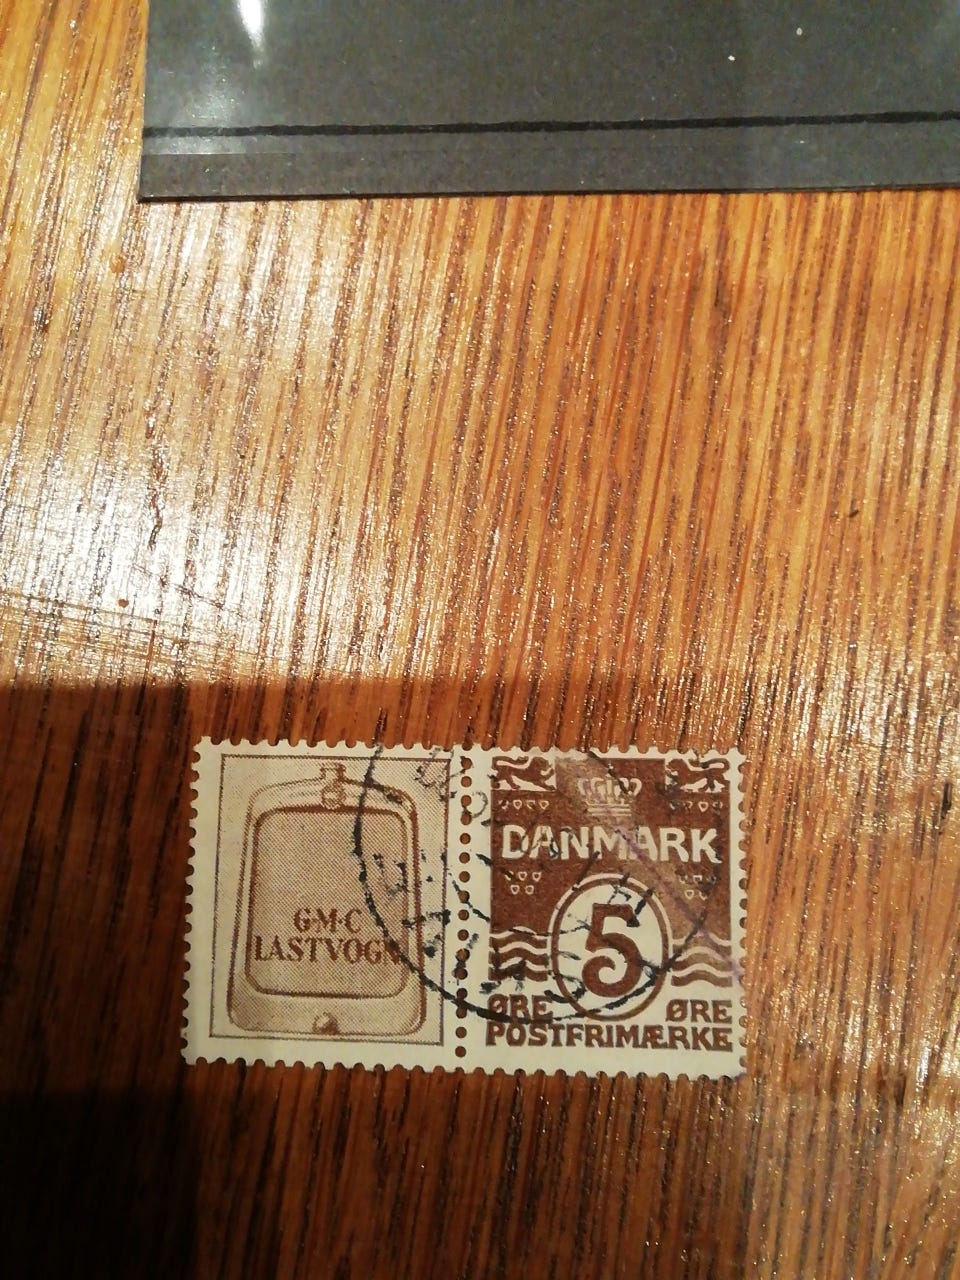 G·M·C
LASTVOGN
DANMARK
5
ØRE ØRE
POSTFRIMÆRKE